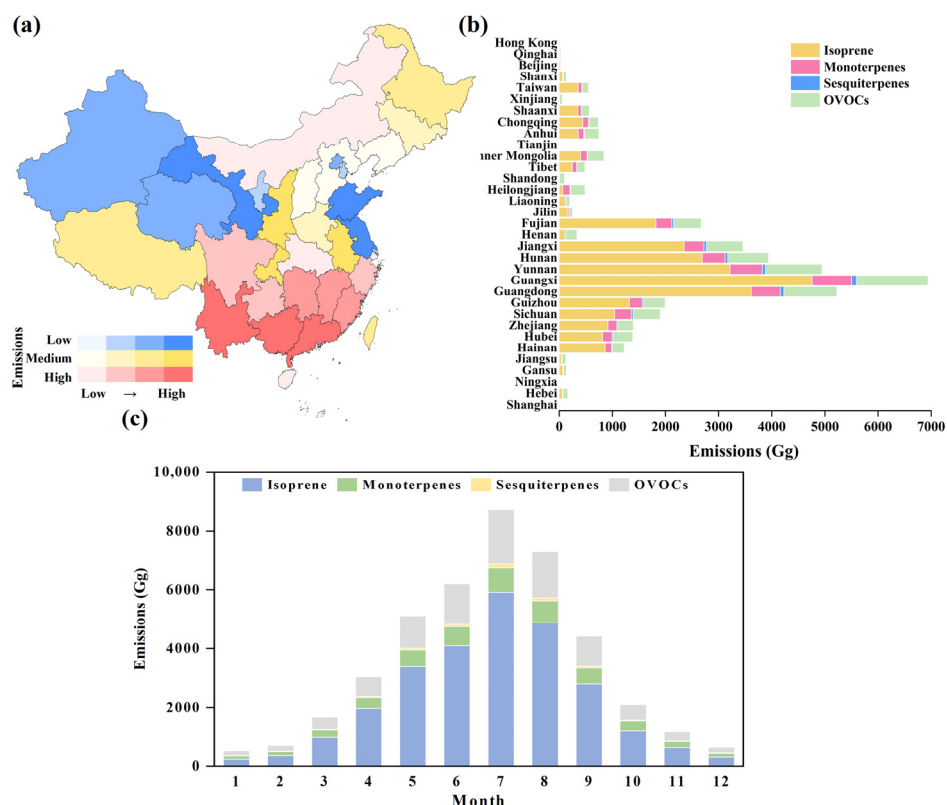 (a)
Emissions
Low
Medium
High
Low → High
(b)
Hong Kong
Qinghai
Beijing
Shanxi
Taiwan
Xinjiang
Shaanxi
Chongqing
Anhui
Tianjin
nner Mongolia
Tibet
Shandong
Heilongjiang
Liaoning
Jilin
Fujian
Henan
Jiangxi
Hunan
Yunnan
Guangxi
Guangdong
Guizhou
Sichuan
Zhejiang
Hubei
Hainan
Jiangsu
Gansu
Ningxia
Hebei
Shanghai
Isoprene
Monoterpenes
Sesquiterpenes
OVOCs
0 1000 2000 3000 4000 5000 6000 7000
Emissions (Gg)
(c)
Isoprene Monoterpenes Sesquiterpenes OVOCs
10,000
8000
6000
4000
2000
0
Emissions (Gg)
1 2 3 4 5 6 7 8 9 10 11 12
Month